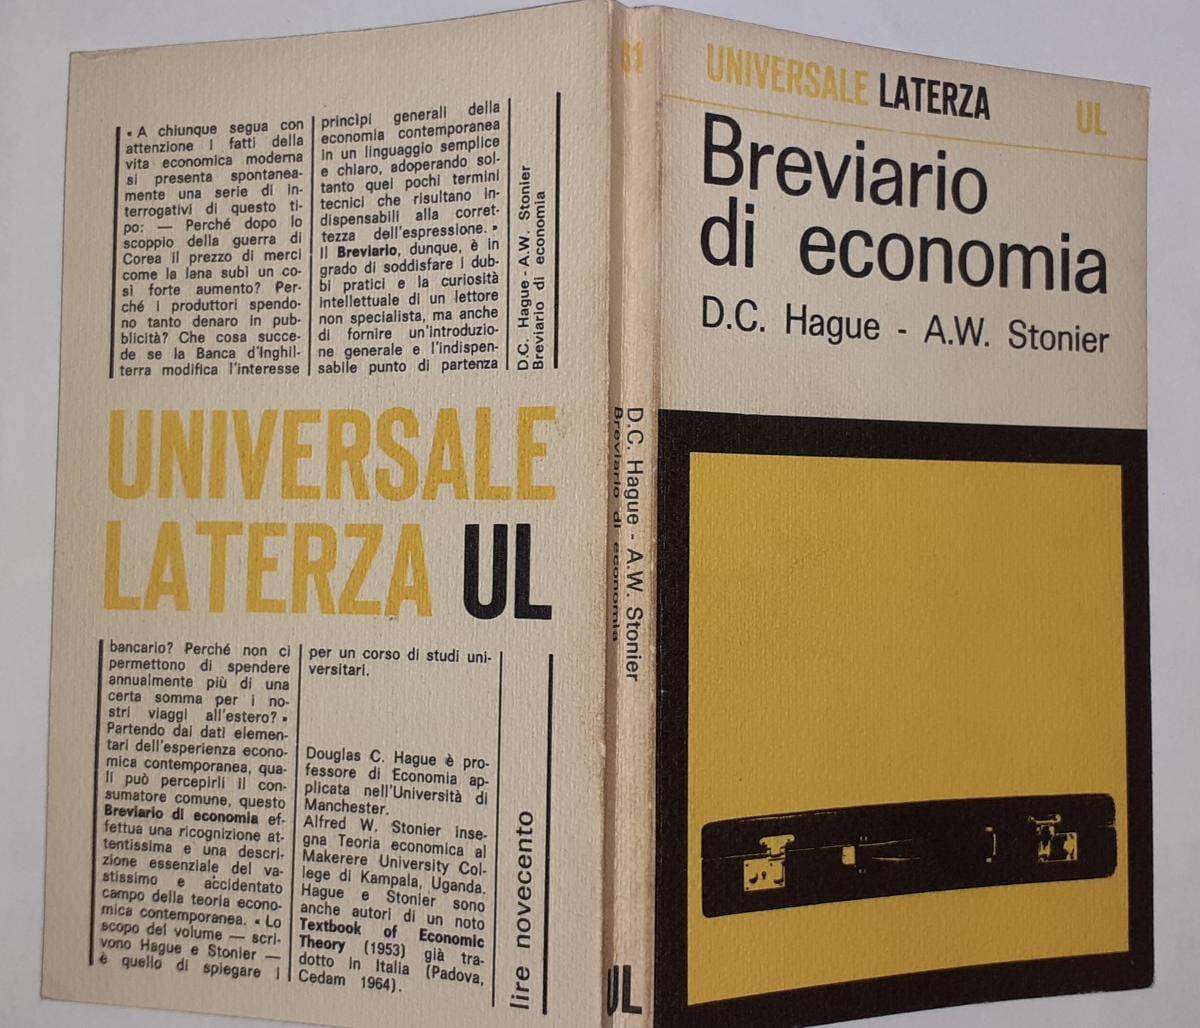 « A chiunque segua con
attenzione i fatti della
vita economica moderna
si presenta spontanea-
mente una serie di in-
terrogativi di questo ti-
po: — Perché dopo lo
scoppio della guerra di
Corea il prezzo di merci
come la lana subì un co-
sì forte aumento? Per-
ché i produttori spendo-
no tanto denaro in pub-
blicità? Che cosa succe-
de se la Banca d'Inghil-
terra modifica l'interesse
principi generali della
economia contemporanea
in un linguaggio semplice
e chiaro, adoperando sol-
tanto quei pochi termini
tecnici che risultano in-
dispensabili alla corret-
tezza dell'espressione. »
Il Breviario, dunque, è in
grado di soddisfare i dub-
bi pratici e la curiosità
intellettuale di un lettore
non specialista, ma anche
di fornire un'introduzio-
ne generale e l'indispen-
sabile punto di partenza
D.C. Hague - A.W. Stonier
Breviario di economia
UNIVERSALE
LATERZA UL
bancario? Perché non ci
permettono di spendere
annualmente più di una
certa somma per i no-
stri viaggi all'estero? »
Partendo dai dati elemen-
tari dell'esperienza econo-
mica contemporanea, qua-
li può percepirli il con-
sumatore comune, questo
Breviario di economia ef-
fettua una ricognizione at-
tentissima e una descri-
zione essenziale del va-
stissimo e accidentato
campo della teoria econo-
mica contemporanea. « Lo
scopo del volume — scri-
vono Hague e Stonier —
è quello di spiegare i
per un corso di studi uni-
versitari.
Douglas C. Hague è pro-
fessore di Economia ap-
plicata nell'Università di
Manchester.
Alfred W. Stonier inse-
gna Teoria economica al
Makerere University Col-
lege di Kampala, Uganda.
Hague e Stonier sono
anche autori di un noto
Textbook of Economic
Theory (1953) già tra-
dotto in Italia (Padova,
Cedam 1964).
lire novecento
81
D.C. Hague - A.W. Stonier
Breviario di economia
UL
UNIVERSALE LATERZA UL
Breviario
di economia
D.C. Hague - A.W. Stonier